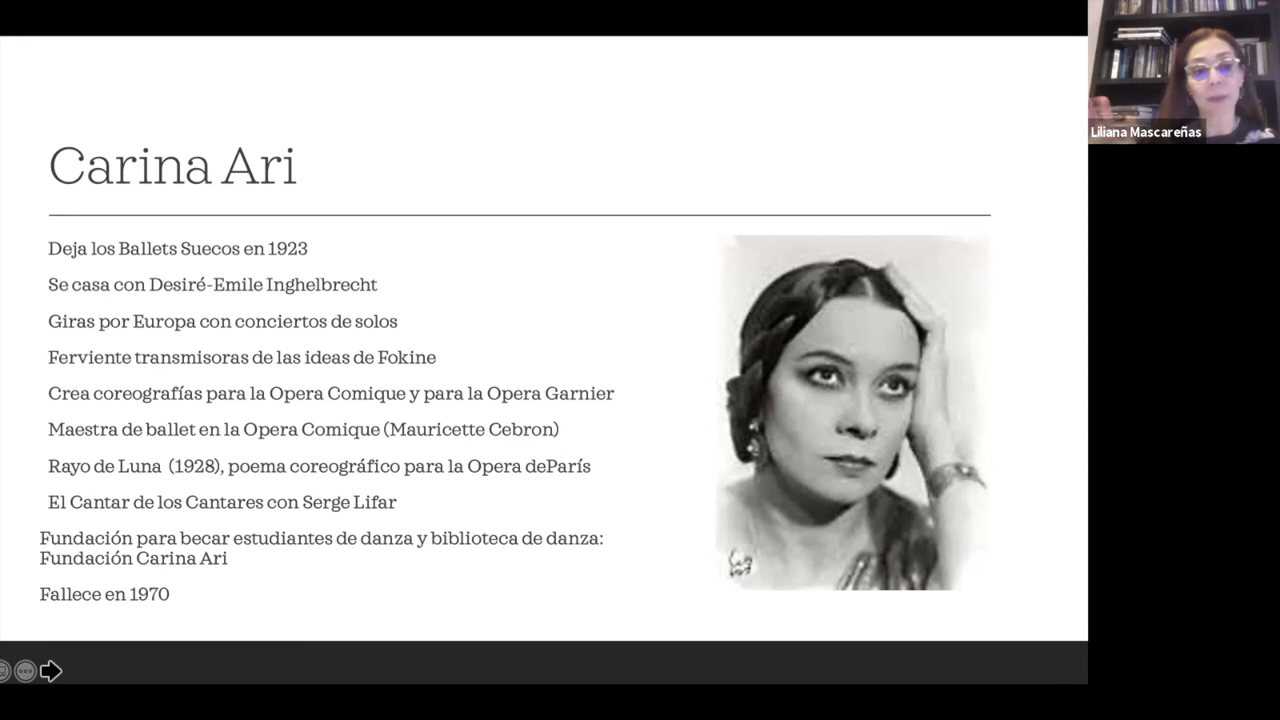 Carina Ari
Deja los Ballets Suecos en 1923
Se casa con Desiré-Emile Inghelbrecht
Giras por Europa con conciertos de solos
Ferviente transmisoras de las ideas de Fokine
Crea coreografías para la Opera Comique y para la Opera Garnier
Maestra de ballet en la Opera Comique (Mauricette Cebron)
Rayo de Luna (1928), poema coreográfico para la Opera deParís
El Cantar de los Cantares con Serge Lifar
Fundación para becar estudiantes de danza y biblioteca de danza:
Fundación Carina Ari
Fallece en 1970
Liliana Mascareñas